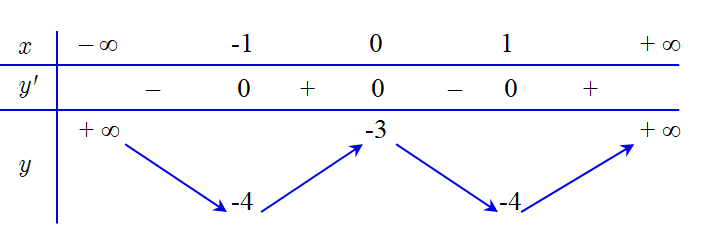 x − ∞ -1 0 1 + ∞
y′ − 0 + 0 − 0 +
+ ∞ -3 + ∞
y
-4 -4